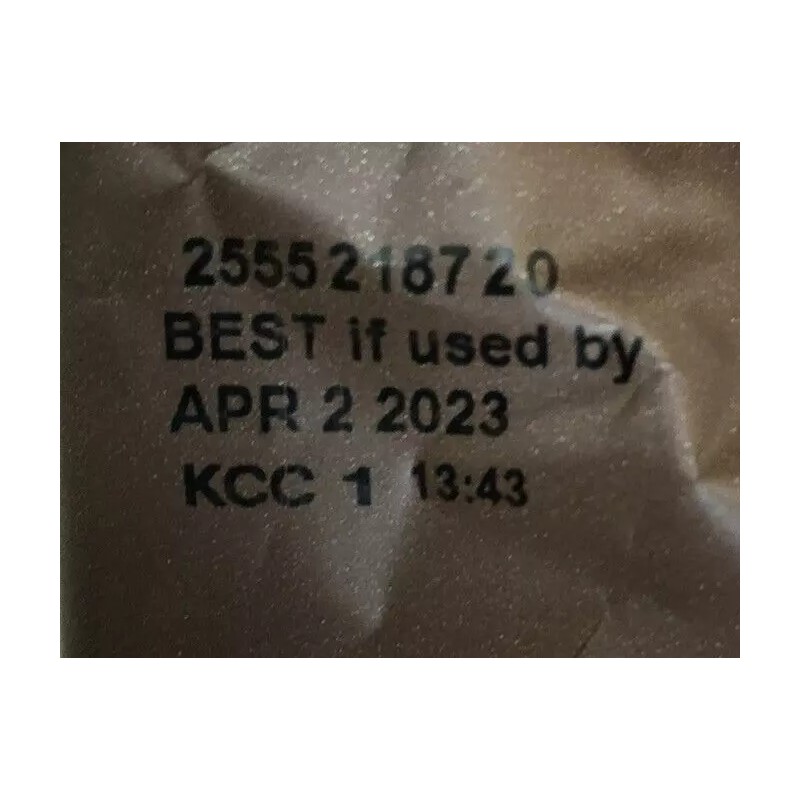 2555218720
BEST if used by
APR 2 2023
KCC 1 13:43